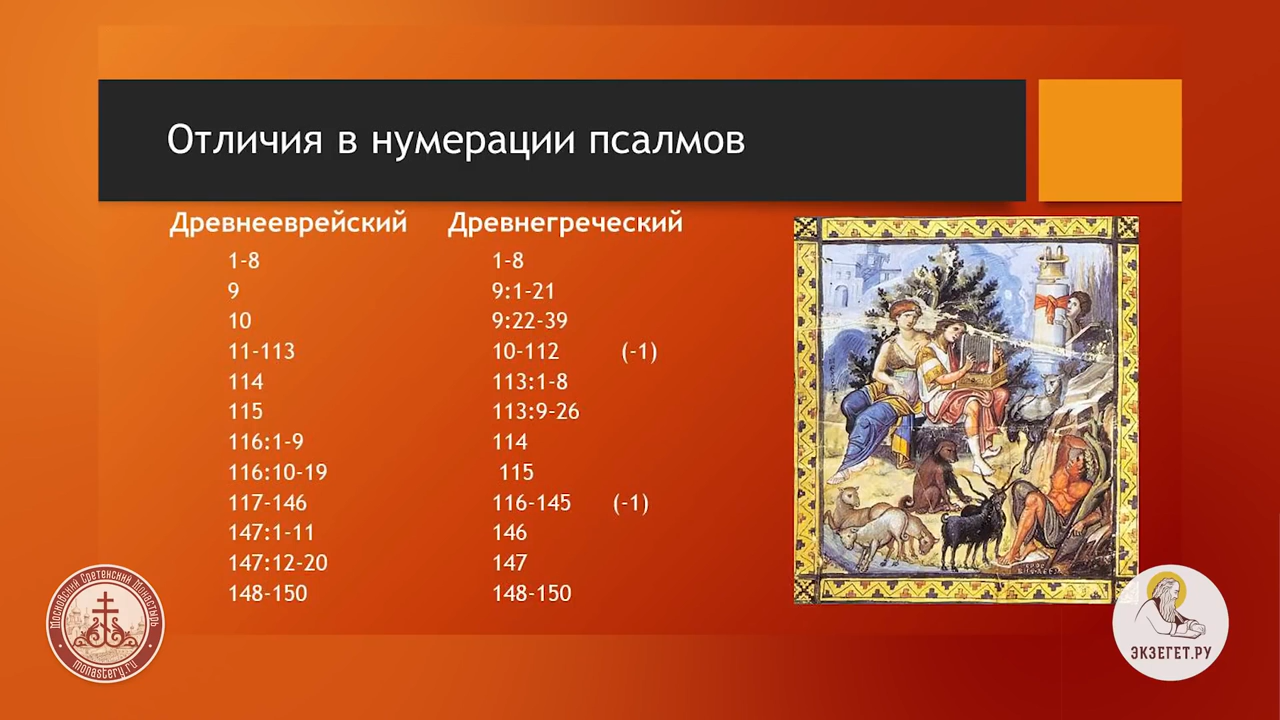 Отличия в нумерации псалмов
Древнееврейский Древнегреческий
1-8 1-8
9 9:1-21
10 9:22-39
11-113 10-112 (-1)
114 113:1-8
115 113:9-26
116:1-9 114
116:10-19 115
117-146 116-145 (-1)
147:1-11 146
147:12-20 147
148-150 148-150
Московский Сретенский Монастырь
monastery.ru
ЭКЗЕГЕТ.РУ